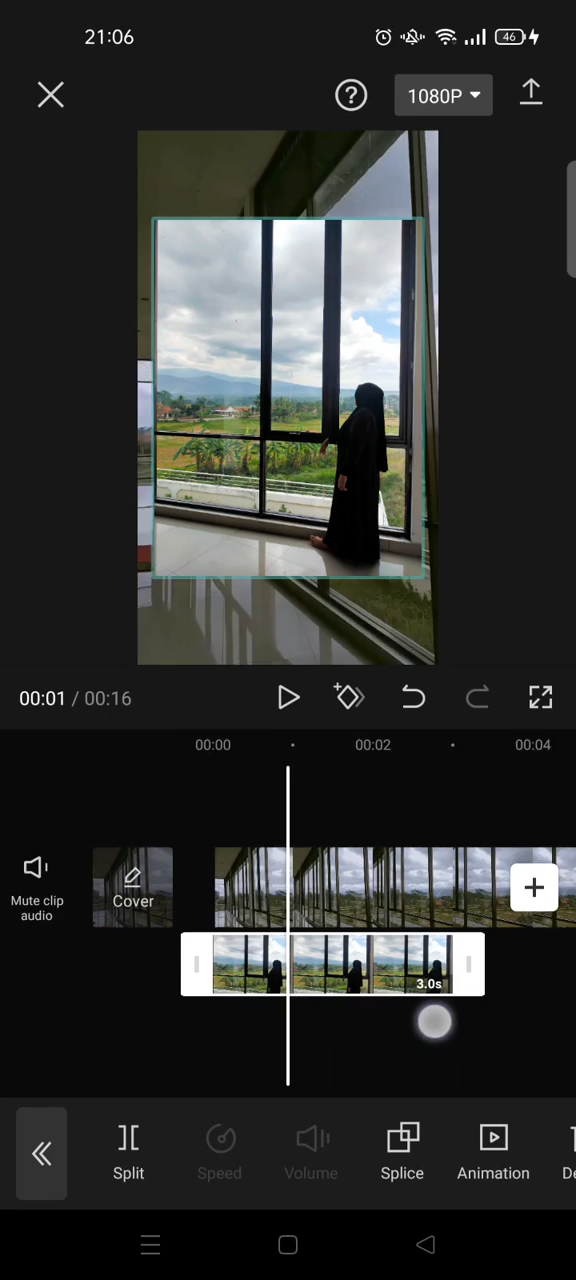 21:06
46
?
1080P
00:01 / 00:16
00:00
00:02
00:04
Mute clip
audio
Cover
3.0s
Split
Speed
Volume
Splice
Animation
De